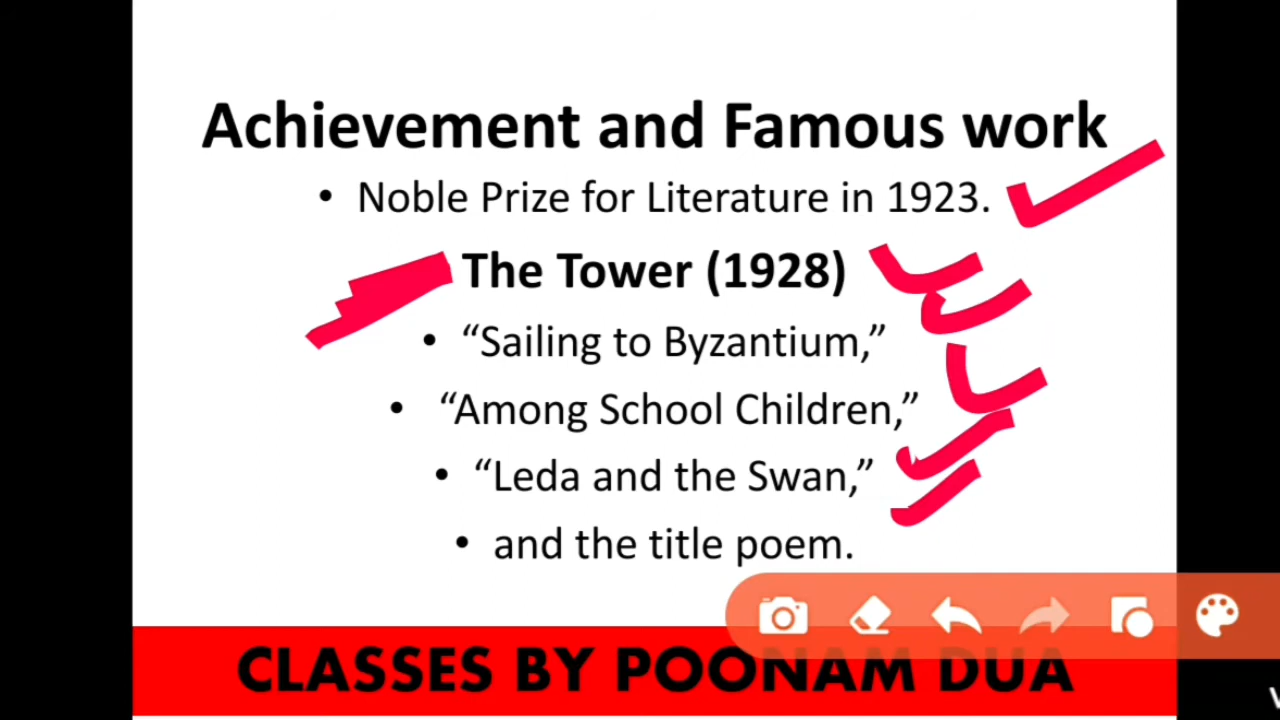 Achievement and Famous work
• Noble Prize for Literature in 1923.
The Tower (1928)
• “Sailing to Byzantium,”
• “Among School Children,”
• “Leda and the Swan,”
• and the title poem.
CLASSES BY POONAM DUA